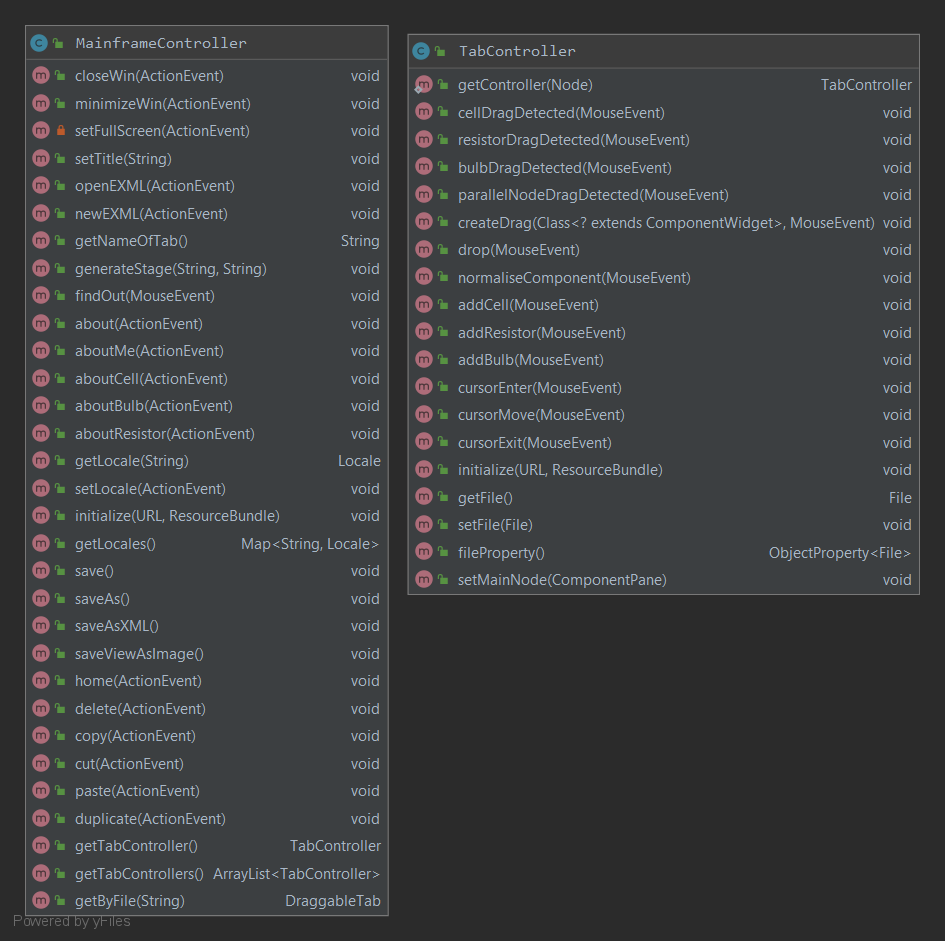 MainframeController
closeWin(ActionEvent) void
minimizeWin(ActionEvent) void
setFullScreen(ActionEvent) void
setTitle(String) void
openEXML(ActionEvent) void
newEXML(ActionEvent) void
getNameOfTab() String
generateStage(String, String) void
findOut(MouseEvent) void
about(ActionEvent) void
aboutMe(ActionEvent) void
aboutCell(ActionEvent) void
aboutBulb(ActionEvent) void
aboutResistor(ActionEvent) void
getLocale(String) Locale
setLocale(ActionEvent) void
initialize(URL, ResourceBundle) void
getLocales() Map<String, Locale>
save() void
saveAs() void
saveAsXML() void
saveViewAsImage() void
home(ActionEvent) void
delete(ActionEvent) void
copy(ActionEvent) void
cut(ActionEvent) void
paste(ActionEvent) void
duplicate(ActionEvent) void
getTabController() TabController
getTabControllers() ArrayList<TabController>
getByFile(String) DraggableTab
TabController
getController(Node) TabController
cellDragDetected(MouseEvent) void
resistorDragDetected(MouseEvent) void
bulbDragDetected(MouseEvent) void
parallelNodeDragDetected(MouseEvent) void
createDrag(Class<? extends ComponentWidget>, MouseEvent) void
drop(MouseEvent) void
normaliseComponent(MouseEvent) void
addCell(MouseEvent) void
addResistor(MouseEvent) void
addBulb(MouseEvent) void
cursorEnter(MouseEvent) void
cursorMove(MouseEvent) void
cursorExit(MouseEvent) void
initialize(URL, ResourceBundle) void
getFile() File
setFile(File) void
fileProperty() ObjectProperty<File>
setMainNode(ComponentPane) void
Powered by yFiles